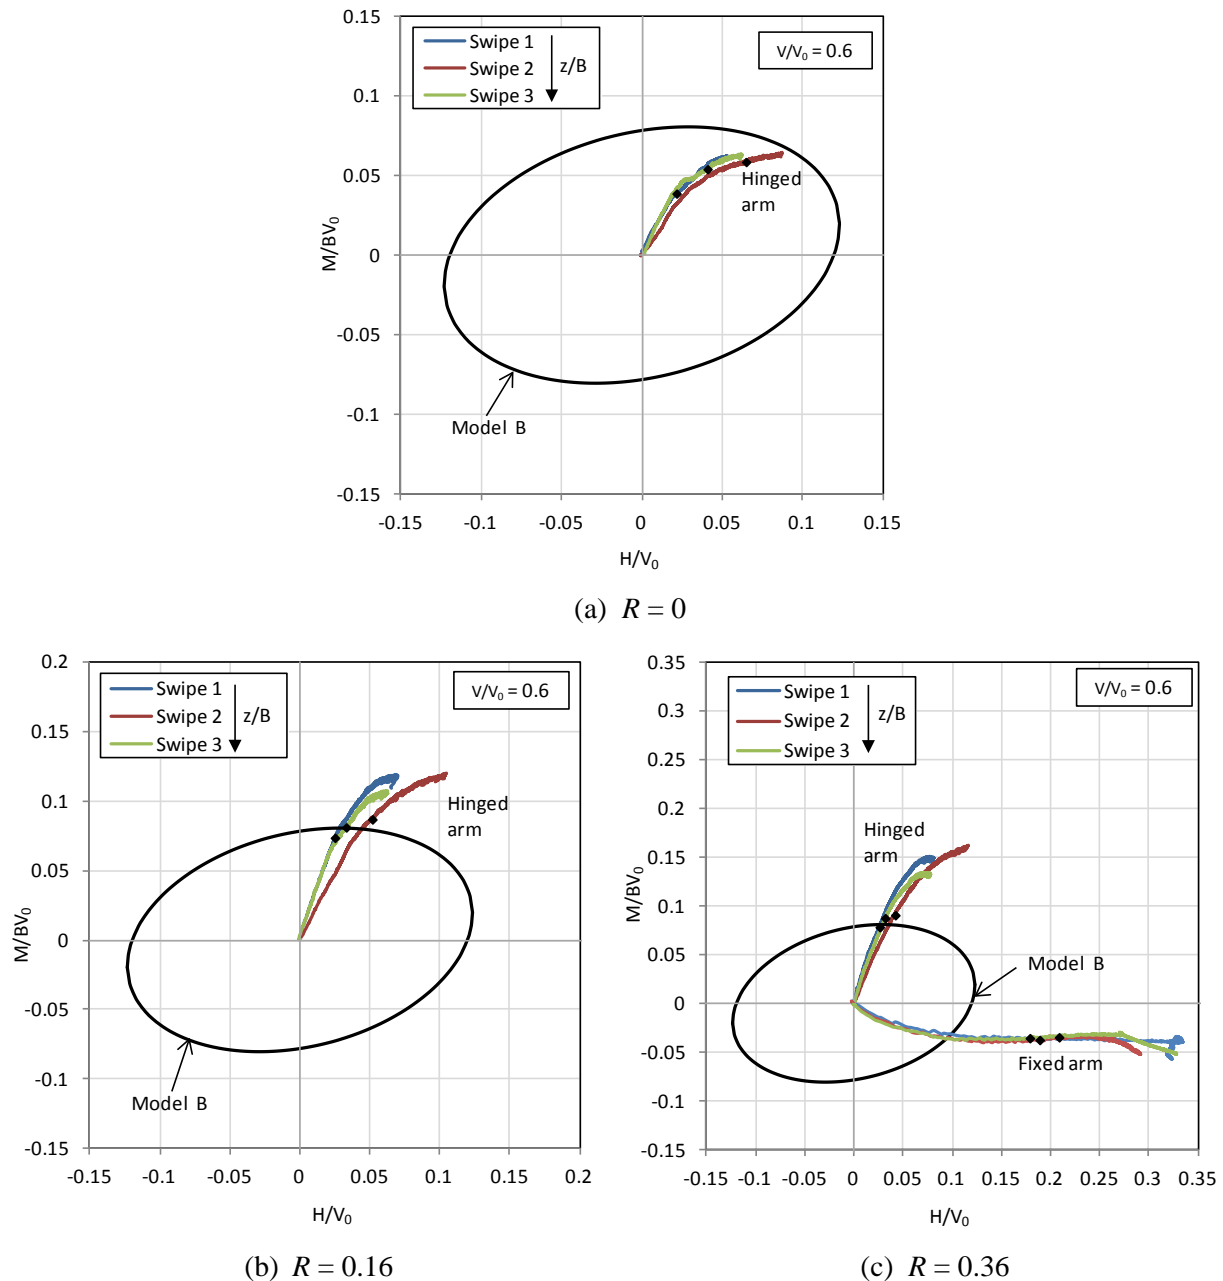 0.15
0.1
0.05
0
-0.05
-0.1
-0.15
M/BV₀
Swipe 1
Swipe 2
Swipe 3
z/B
V/V₀ = 0.6
Hinged
arm
Model B
-0.15 -0.1 -0.05 0 0.05 0.1 0.15
H/V₀
(a) R = 0
0.2
0.15
0.1
0.05
0
-0.05
-0.1
-0.15
M/BV₀
Swipe 1
Swipe 2
Swipe 3
z/B
V/V₀ = 0.6
Hinged
arm
Model B
-0.15 -0.1 -0.05 0 0.05 0.1 0.15 0.2
H/V₀
(b) R = 0.16
0.35
0.3
0.25
0.2
0.15
0.1
0.05
0
-0.05
-0.1
-0.15
M/BV₀
Swipe 1
Swipe 2
Swipe 3
z/B
V/V₀ = 0.6
Hinged
arm
Model B
Fixed arm
-0.15 -0.1 -0.05 0 0.05 0.1 0.15 0.2 0.25 0.3 0.35
H/V₀
(c) R = 0.36